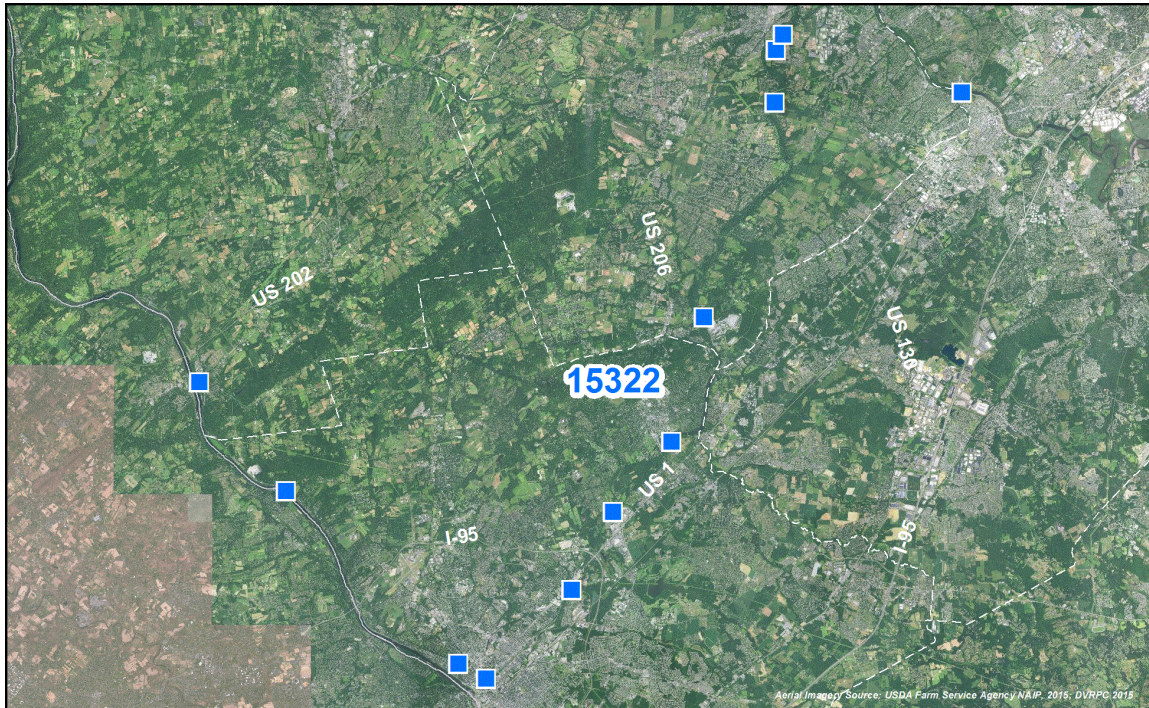 US 206
US 202
US 130
15322
US 1
I-95
I-95
Aerial Imagery Source: USDA Farm Service Agency NAIP, 2015; DVRPC 2015